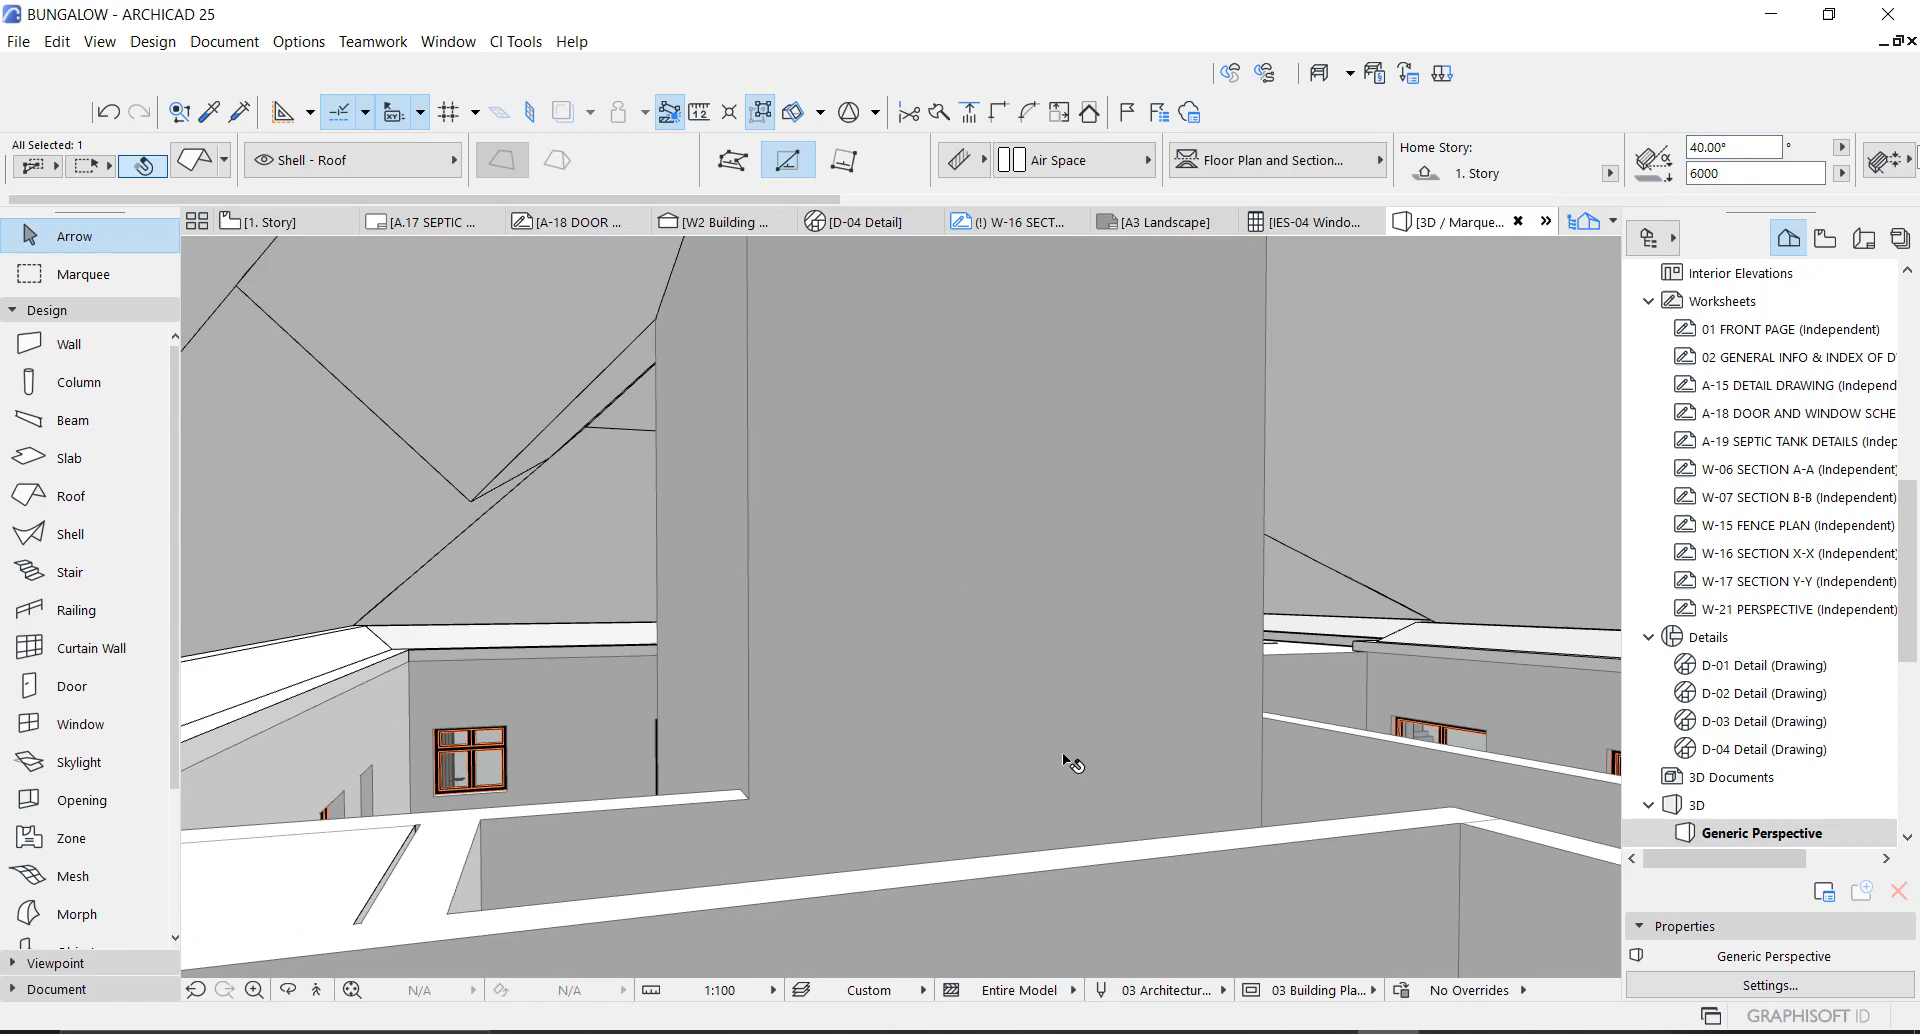 BUNGALOW - ARCHICAD 25
File Edit View Design Document Options Teamwork Window CI Tools Help
All Selected: 1
Shell - Roof
Air Space
Floor Plan and Section...
Home Story:
1. Story
40.00°
°
6000
[1. Story]
[A.17 SEPTIC ...
[A-18 DOOR ...
[W2 Building ...
[D-04 Detail]
(!) W-16 SECT...
[A3 Landscape]
[IES-04 Windo...
[3D / Marque...
Arrow
Marquee
Design
Wall
Column
Beam
Slab
Roof
Shell
Stair
Railing
Curtain Wall
Door
Window
Skylight
Opening
Zone
Mesh
Morph
Viewpoint
Document
Interior Elevations
Worksheets
01 FRONT PAGE (Independent)
02 GENERAL INFO & INDEX OF D
A-15 DETAIL DRAWING (Independ
A-18 DOOR AND WINDOW SCHE
A-19 SEPTIC TANK DETAILS (Indep
W-06 SECTION A-A (Independent)
W-07 SECTION B-B (Independent)
W-15 FENCE PLAN (Independent)
W-16 SECTION X-X (Independent)
W-17 SECTION Y-Y (Independent)
W-21 PERSPECTIVE (Independent)
Details
D-01 Detail (Drawing)
D-02 Detail (Drawing)
D-03 Detail (Drawing)
D-04 Detail (Drawing)
3D Documents
3D
Generic Perspective
Properties
Generic Perspective
Settings...
N/A
N/A
1:100
Custom
Entire Model
03 Architectur...
03 Building Pla...
No Overrides
GRAPHISOFT ID